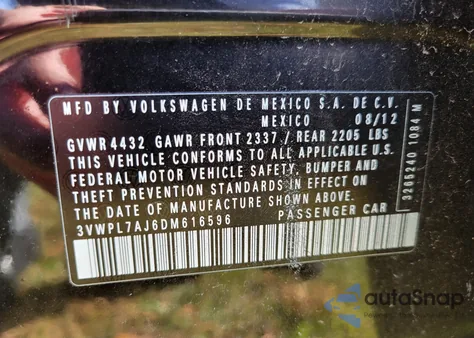 MFD BY VOLKSWAGEN DE MEXICO S.A. DE C.V.
MEXICO 08/12
GVWR 4432 GAWR FRONT 2337 / REAR 2205 LBS
THIS VEHICLE CONFORMS TO ALL APPLICABLE U.S.
FEDERAL MOTOR VEHICLE SAFETY, BUMPER AND
THEFT PREVENTION STANDARDS IN EFFECT ON
THE DATE OF MANUFACTURE SHOWN ABOVE.
3VWPL7AJ6DM616596 PASSENGER CAR
3285240 1084 M
autoSnap